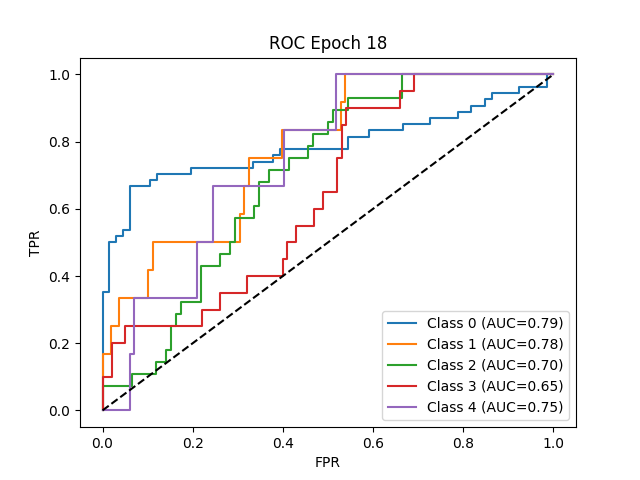 ROC Epoch 18
TPR
1.0
0.8
0.6
0.4
0.2
0.0
Class 0 (AUC=0.79)
Class 1 (AUC=0.78)
Class 2 (AUC=0.70)
Class 3 (AUC=0.65)
Class 4 (AUC=0.75)
0.0 0.2 0.4 0.6 0.8 1.0
FPR